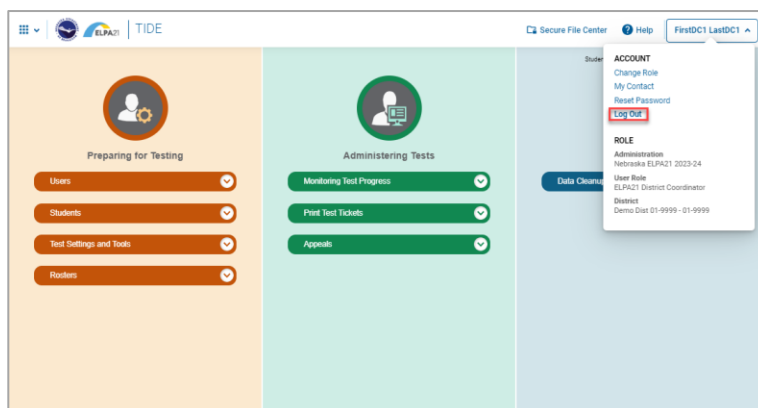 ELPA21
TIDE
Secure File Center
Help
FirstDC1 LastDC1
Preparing for Testing
Users
Students
Test Settings and Tools
Rosters
Administering Tests
Monitoring Test Progress
Print Test Tickets
Appeals
Data Cleanup
ACCOUNT
Change Role
My Contact
Reset Password
Log Out
ROLE
Administration
Nebraska ELPA21 2023-24
User Role
ELPA21 District Coordinator
District
Demo Dist 01-9999 - 01-9999